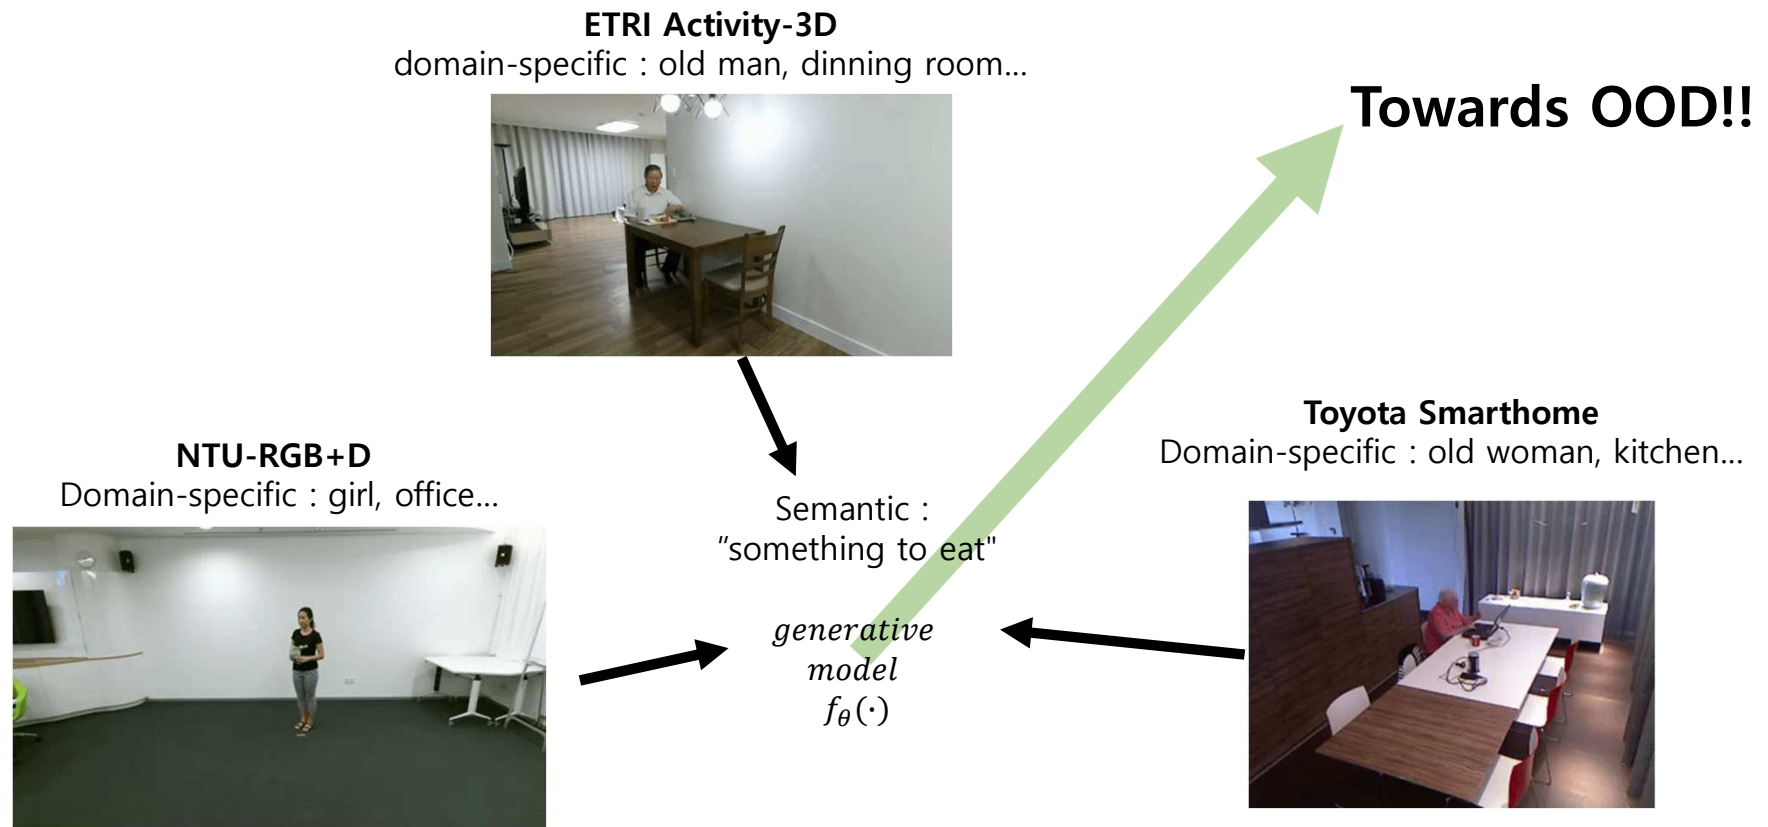 ETRI Activity-3D
domain-specific : old man, dinning room...
Towards OOD!!
Toyota Smarthome
Domain-specific : old woman, kitchen...
NTU-RGB+D
Domain-specific : girl, office...
Semantic :
“something to eat"
generative
model
f_θ(·)